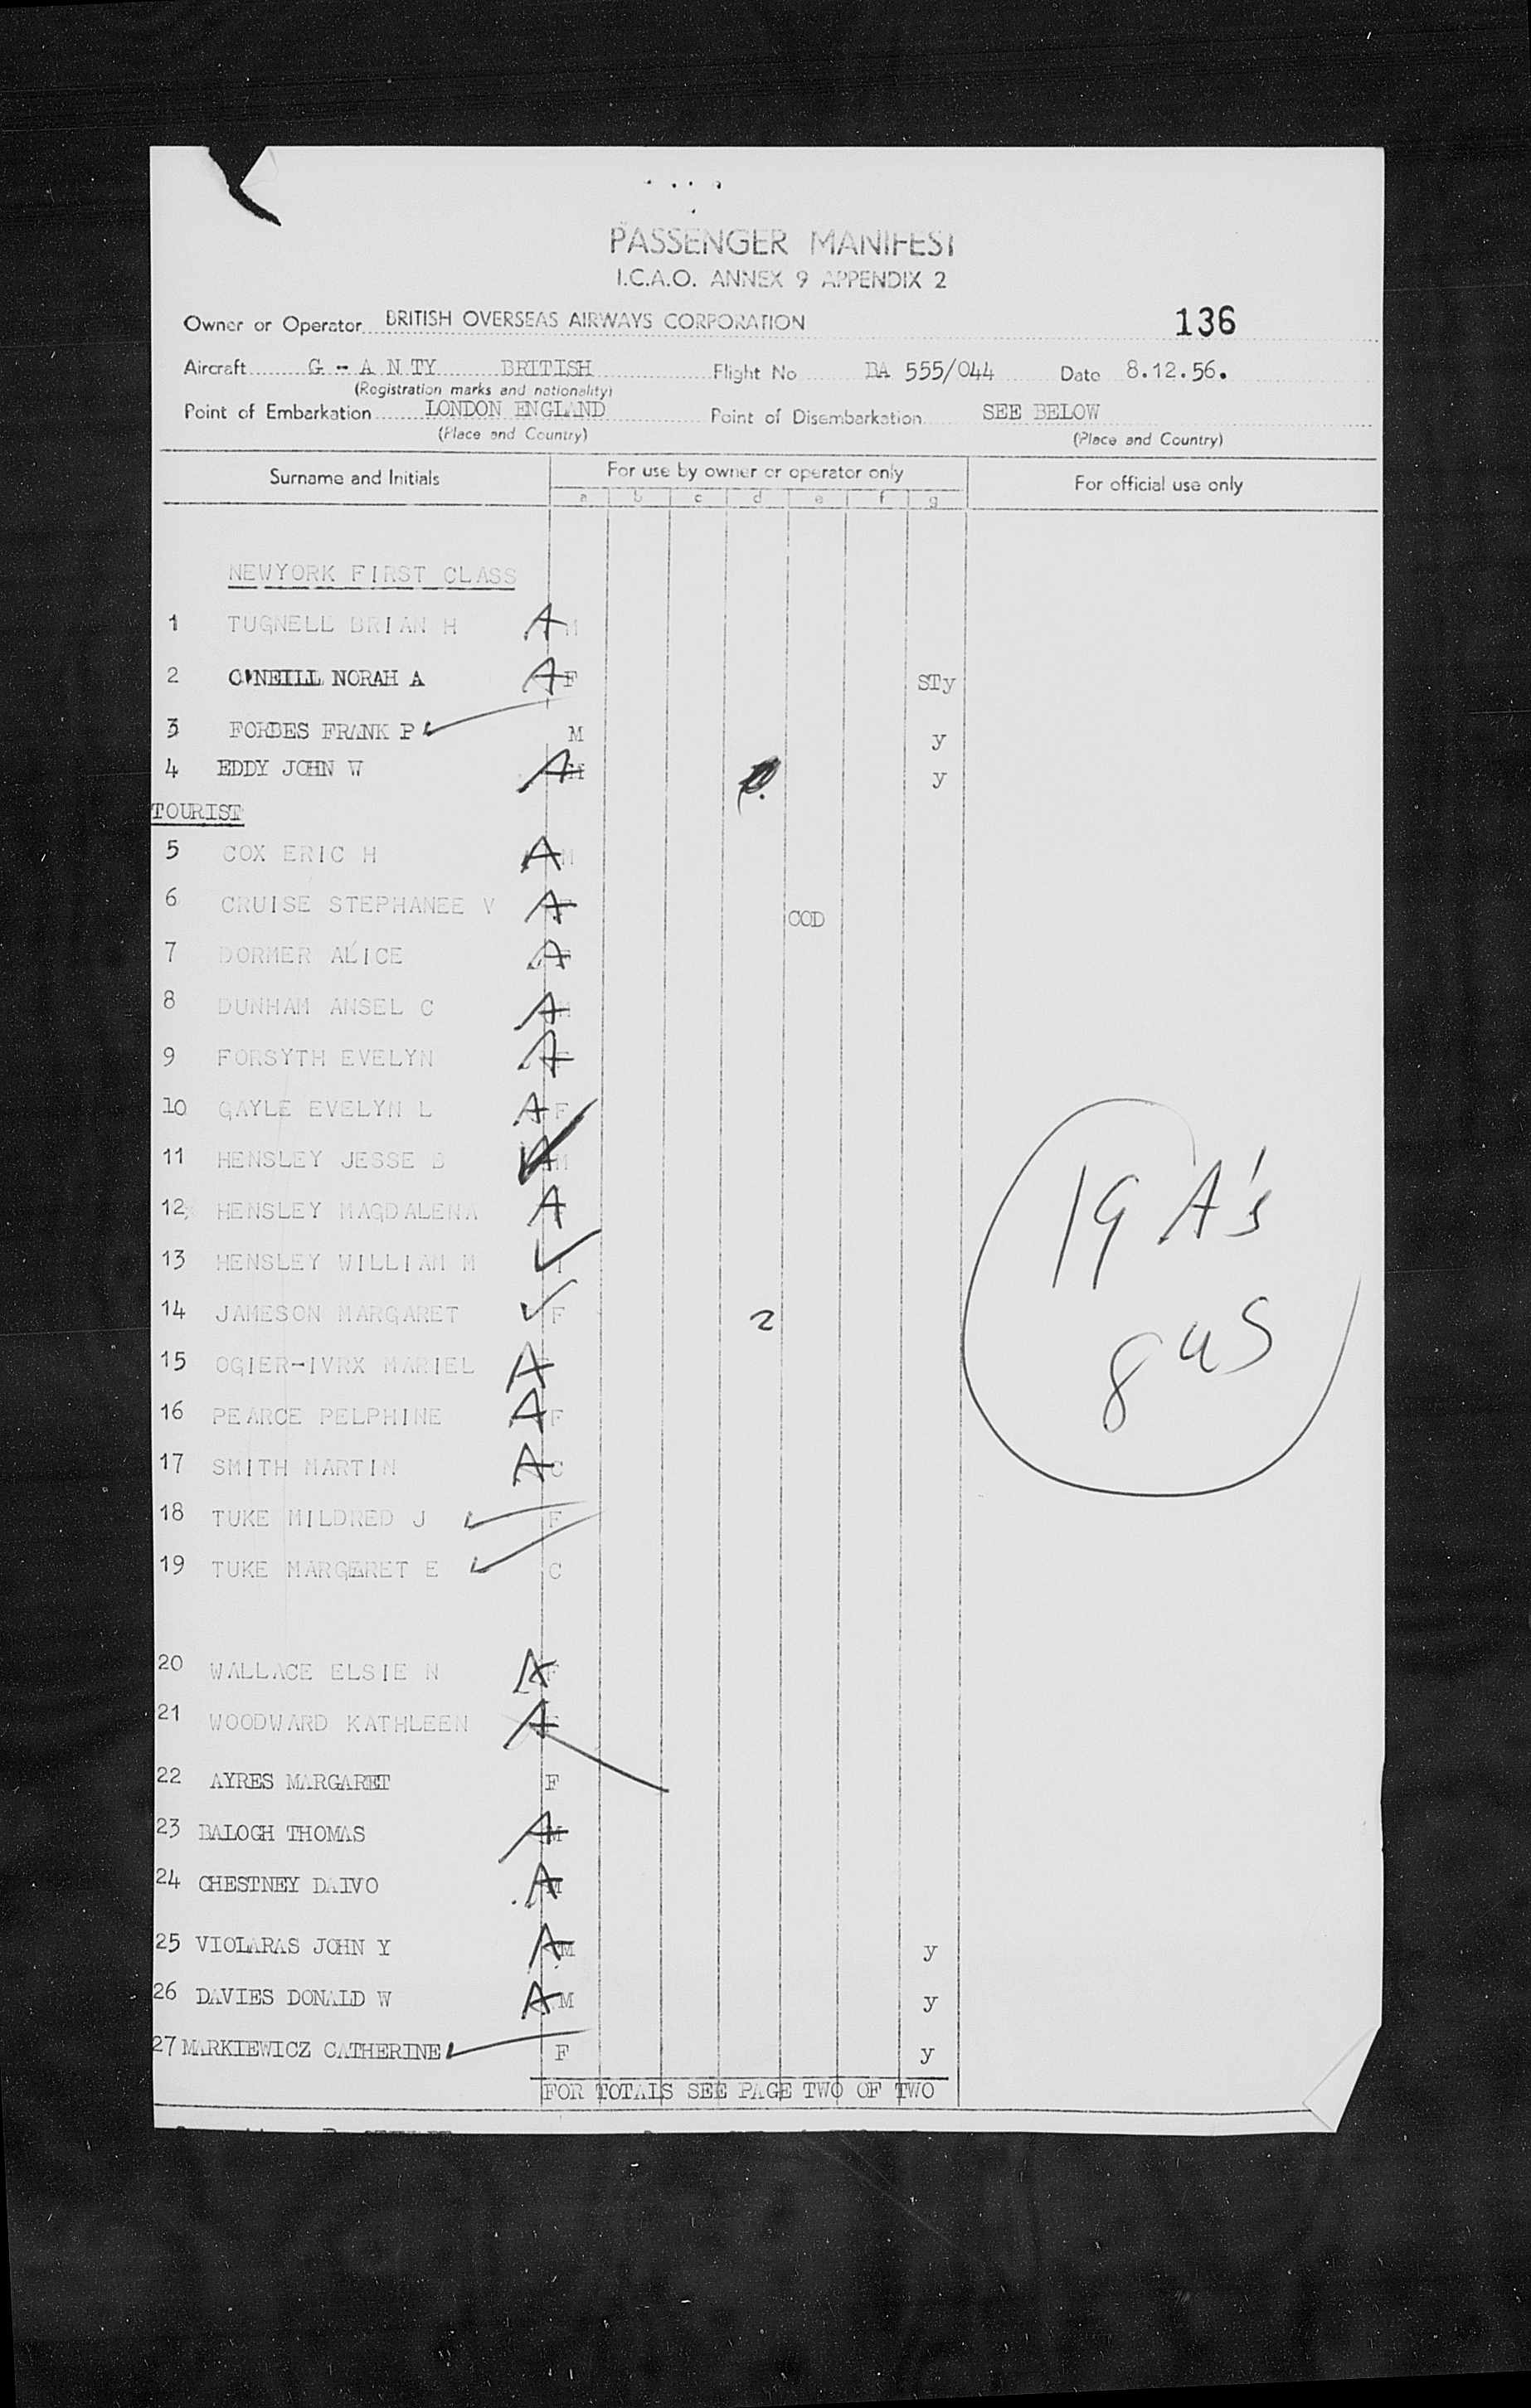 PASSENGER MANIFEST
I.C.A.O. ANNEX 9 APPENDIX 2
Owner or Operator BRITISH OVERSEAS AIRWAYS CORPORATION 136
Aircraft G - A N TY BRITISH Flight No BA 555/044 Date 8.12.56.
(Registration marks and nationality)
Point of Embarkation LONDON ENGLAND Point of Disembarkation SEE BELOW
(Place and Country) (Place and Country)
Surname and Initials For use by owner or operator only For official use only
a b c d e f g
NEWYORK FIRST CLASS
1 TUGNELL BRIAN H A M
2 O'NEILL NORAH A A F STy
3 FORBES FRANK P ✓ M y
4 EDDY JOHN W A M y
TOURIST
5 COX ERIC H A M
6 CRUISE STEPHANEE V A COD
7 DORMER ALICE A F
8 DUNHAM ANSEL C A M
9 FORSYTH EVELYN A
10 GAYLE EVELYN L A F
11 HENSLEY JESSE B A ✓ M
12 HENSLEY MAGDALENA A
13 HENSLEY WILLIAM M ✓
14 JAMESON MARGARET ✓ F 2
15 OGIER-IVRX MARIEL A
16 PEARCE PELPHINE A F
17 SMITH MARTIN A C
18 TUKE MILDRED J ✓ F
19 TUKE MARGERET E ✓ C
20 WALLACE ELSIE N A F
21 WOODWARD KATHLEEN A F
22 AYRES MARGARET F
23 BALOGH THOMAS A M
24 CHESTNEY DAIVO A M
25 VIOLARAS JOHN Y A M y
26 DAVIES DONALD W A M y
27 MARKIEWICZ CATHERINE ✓ F y
FOR TOTALS SEE PAGE TWO OF TWO
19 A's
8 US